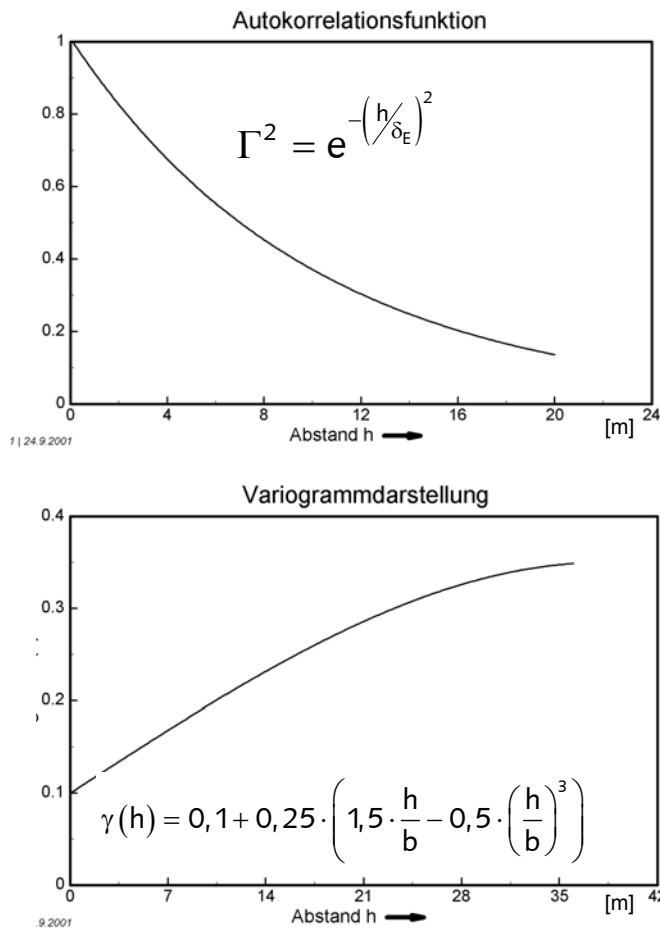 Autokorrelationsfunktion
1
0.8
0.6
0.4
0.2
0
Γ² = e^-(h/δ_E)²
0 4 8 12 16 20 24
1 | 24.9.2001
Abstand h
[m]
Variogrammdarstellung
0.4
0.3
0.2
0.1
0
γ(h) = 0,1 + 0,25 · (1,5 · h/b − 0,5 · (h/b)³)
0 7 14 21 28 35 42
.9.2001
Abstand h
[m]